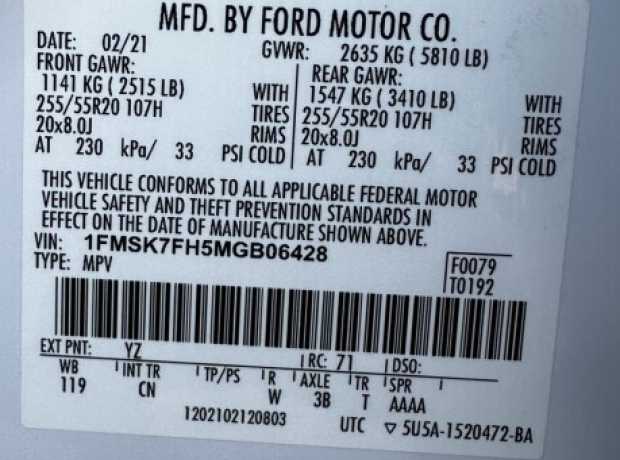 MFD. BY FORD MOTOR CO.
DATE: 02/21 GVWR: 2635 KG ( 5810 LB)
FRONT GAWR: REAR GAWR:
1141 KG ( 2515 LB) WITH 1547 KG ( 3410 LB) WITH
255/55R20 107H TIRES 255/55R20 107H TIRES
20x8.0J RIMS 20x8.0J RIMS
AT 230 kPa/ 33 PSI COLD AT 230 kPa/ 33 PSI COLD
THIS VEHICLE CONFORMS TO ALL APPLICABLE FEDERAL MOTOR
VEHICLE SAFETY AND THEFT PREVENTION STANDARDS IN
EFFECT ON THE DATE OF MANUFACTURE SHOWN ABOVE.
VIN: 1FMSK7FH5MGB06428
TYPE: MPV
F0079
T0192
EXT PNT: YZ RC: 71 DSO:
WB INT TR TP/PS R AXLE TR SPR
119 CN W 3B T AAAA
1202102120803 UTC ▽ 5U5A-1520472-BA